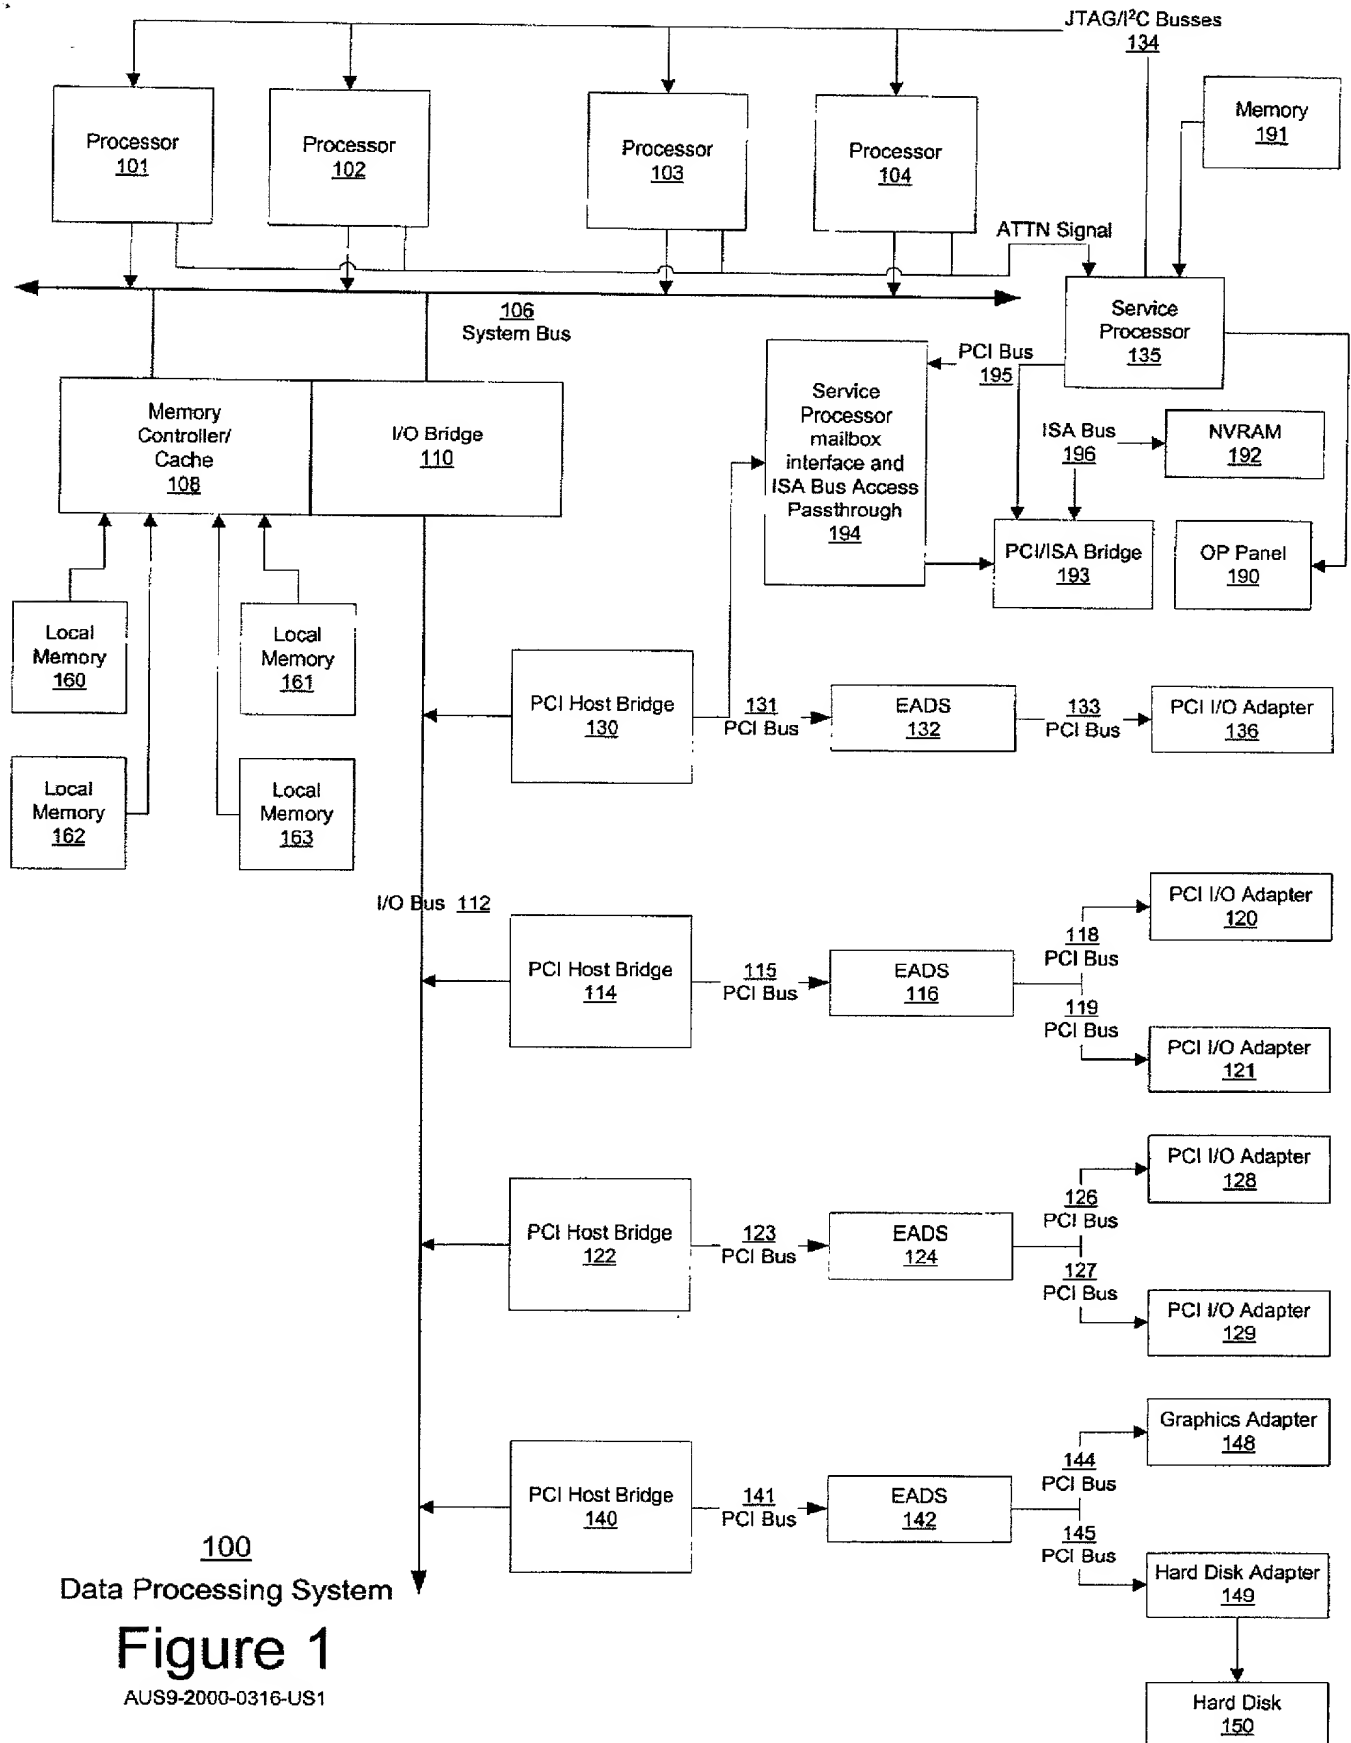 JTAG/I²C Busses
134
Processor
101
Processor
102
Processor
103
Processor
104
Memory
191
ATTN Signal
106
System Bus
Service
Processor
135
PCI Bus
195
Memory
Controller/
Cache
108
I/O Bridge
110
Service
Processor
mailbox
interface and
ISA Bus Access
Passthrough
194
ISA Bus
196
NVRAM
192
PCI/ISA Bridge
193
OP Panel
190
Local
Memory
160
Local
Memory
161
Local
Memory
162
Local
Memory
163
PCI Host Bridge
130
131
PCI Bus
EADS
132
133
PCI Bus
PCI I/O Adapter
136
I/O Bus 112
PCI Host Bridge
114
115
PCI Bus
EADS
116
118
PCI Bus
119
PCI Bus
PCI I/O Adapter
120
PCI I/O Adapter
121
PCI Host Bridge
122
123
PCI Bus
EADS
124
126
PCI Bus
127
PCI Bus
PCI I/O Adapter
128
PCI I/O Adapter
129
PCI Host Bridge
140
141
PCI Bus
EADS
142
144
PCI Bus
145
PCI Bus
Graphics Adapter
148
Hard Disk Adapter
149
Hard Disk
150
100
Data Processing System
Figure 1
AUS9-2000-0316-US1